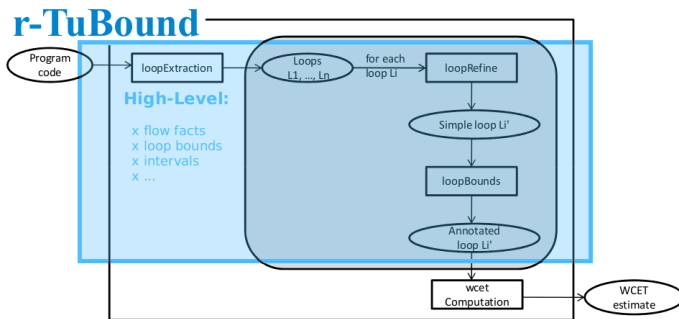 r-TuBound
Program
code
loopExtraction
Loops
L1, ..., Ln
for each
loop Li
loopRefine
High-Level:
x flow facts
x loop bounds
x intervals
x ...
Simple loop Li'
loopBounds
Annotated
loop Li'
wcet
Computation
WCET
estimate